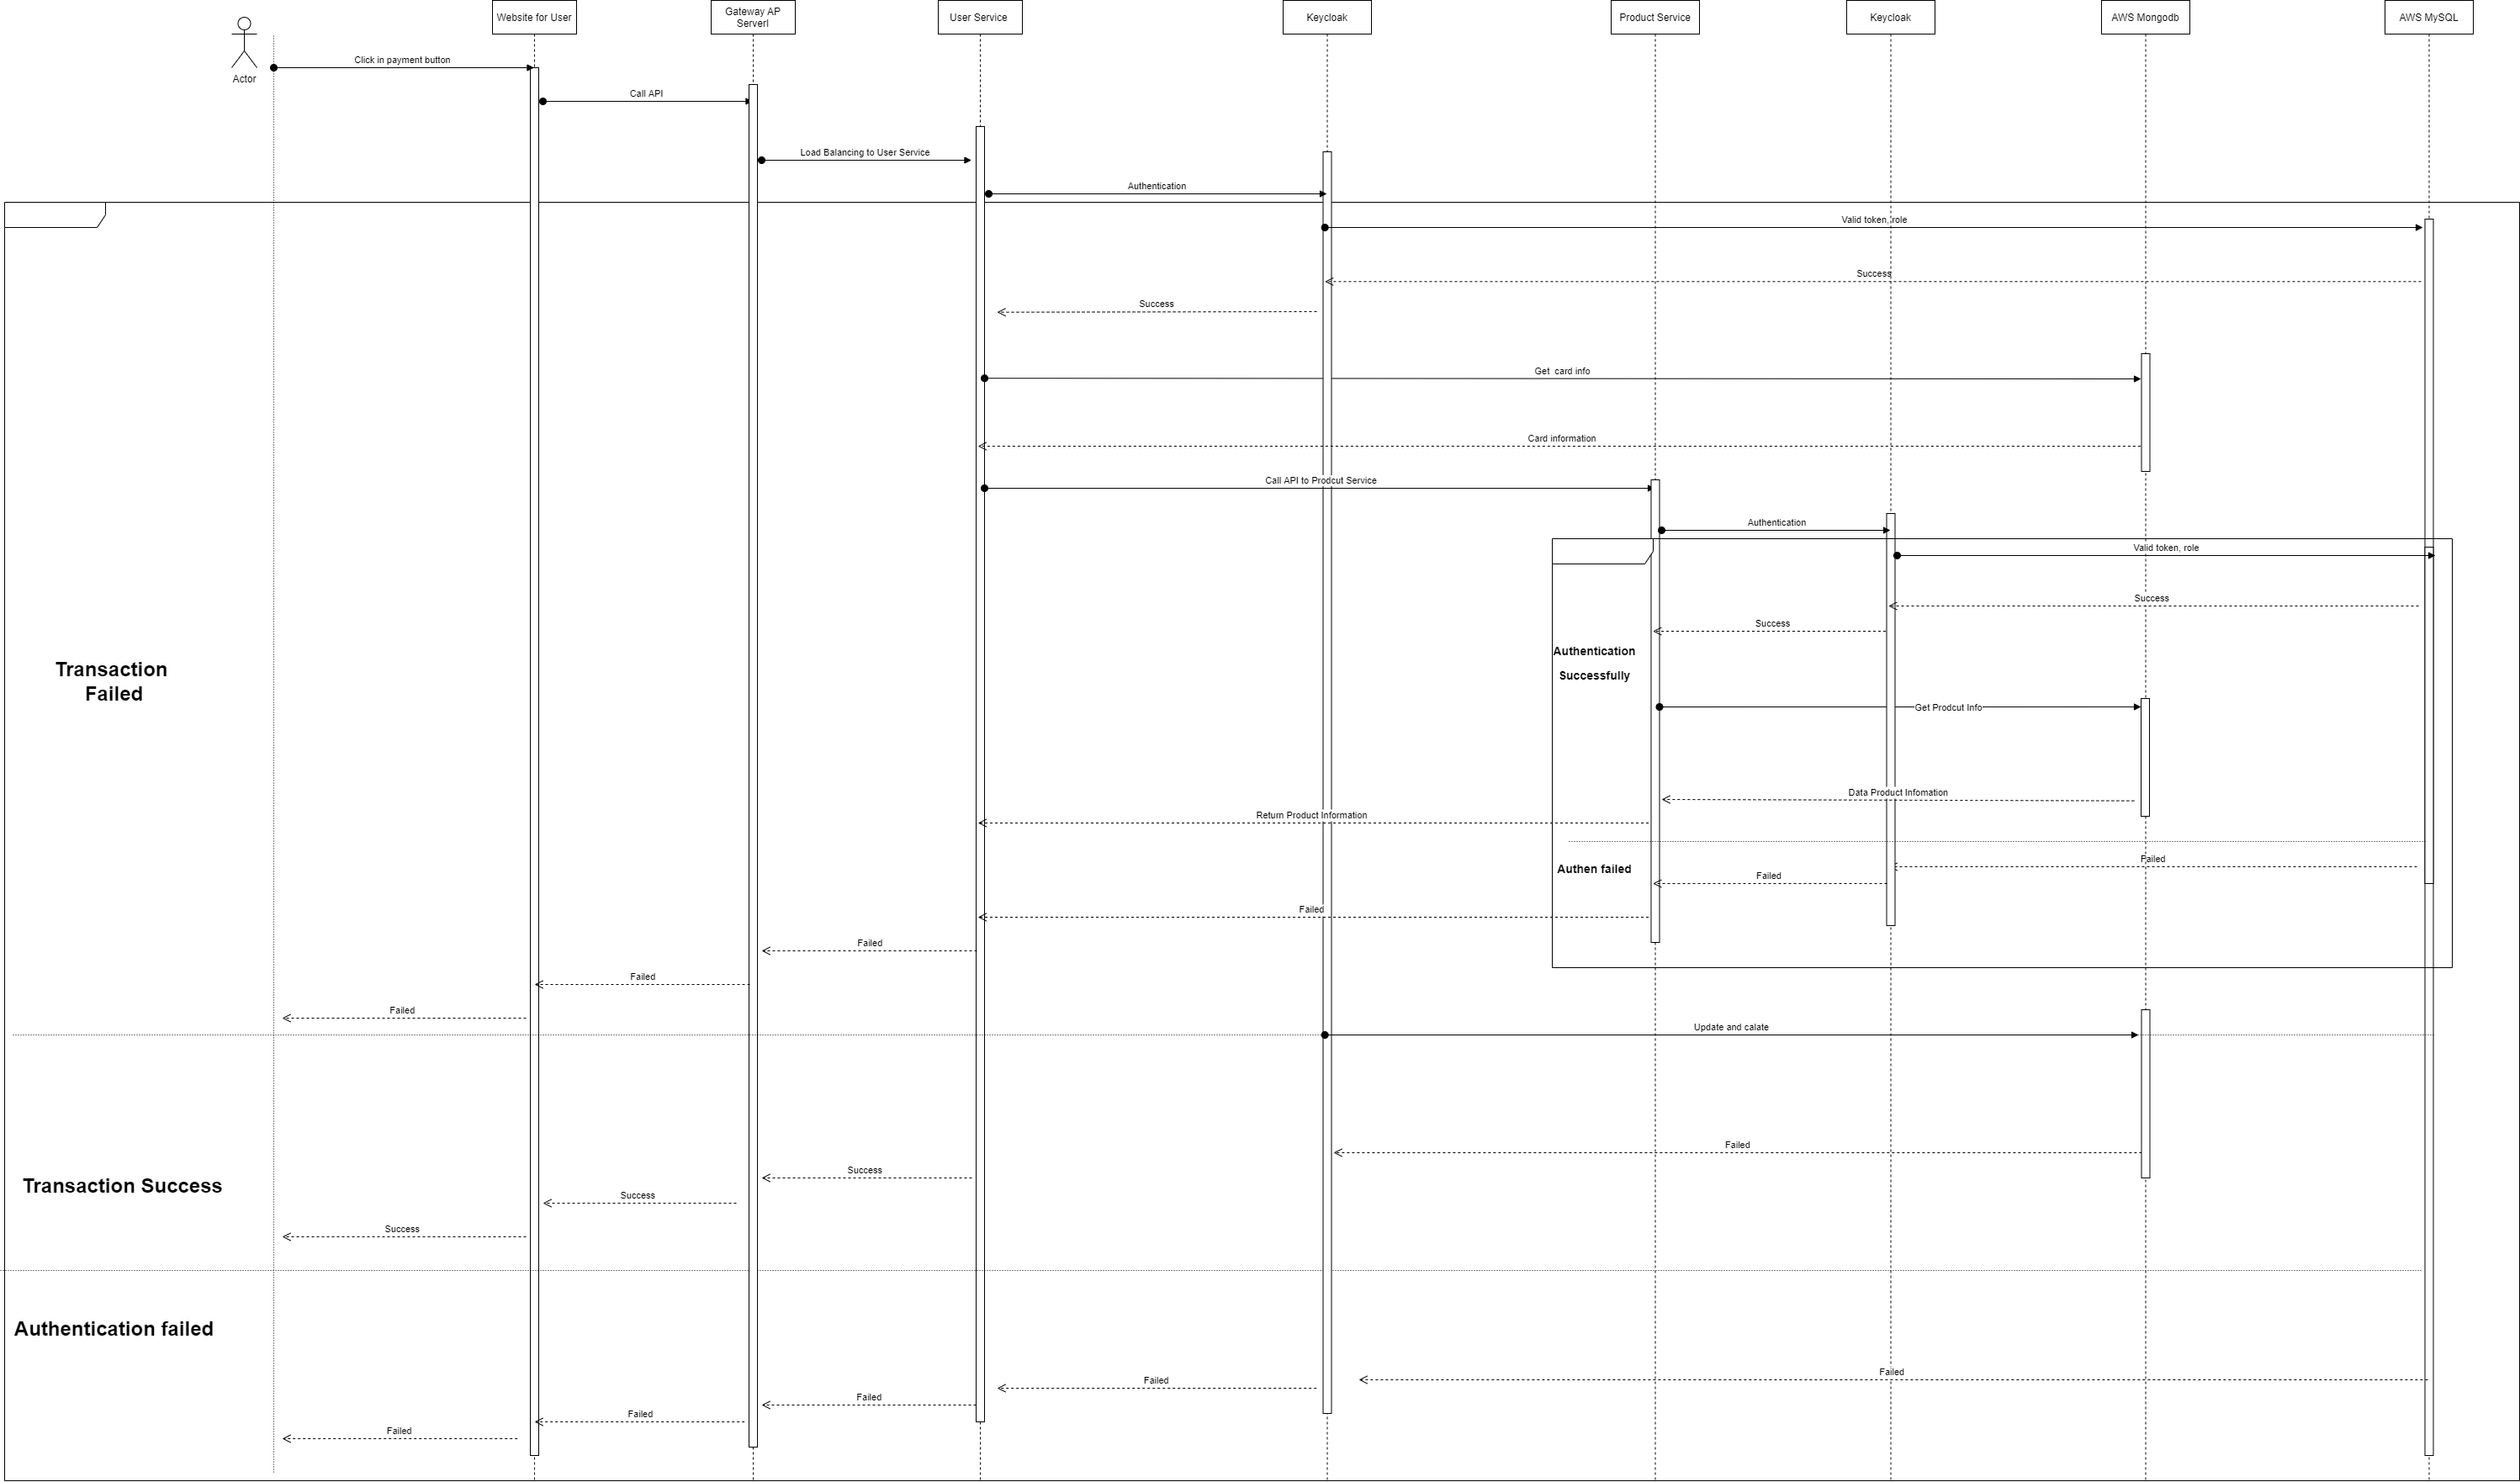 Website for User
Gateway AP
Serverl
User Service
Keycloak
Product Service
Keycloak
AWS Mongodb
AWS MySQL
Actor
Click in payment button
Call API
Load Balancing to User Service
Authentication
Valid token, role
Success
Success
Get card info
Card information
Call API to Prodcut Service
Authentication
Valid token, role
Success
Success
Authentication
Successfully
Transaction
Failed
Get Prodcut Info
Data Product Infomation
Return Product Information
Failed
Authen failed
Failed
Failed
Failed
Failed
Failed
Update and calate
Failed
Success
Transaction Success
Success
Success
Authentication failed
Failed
Failed
Failed
Failed
Failed